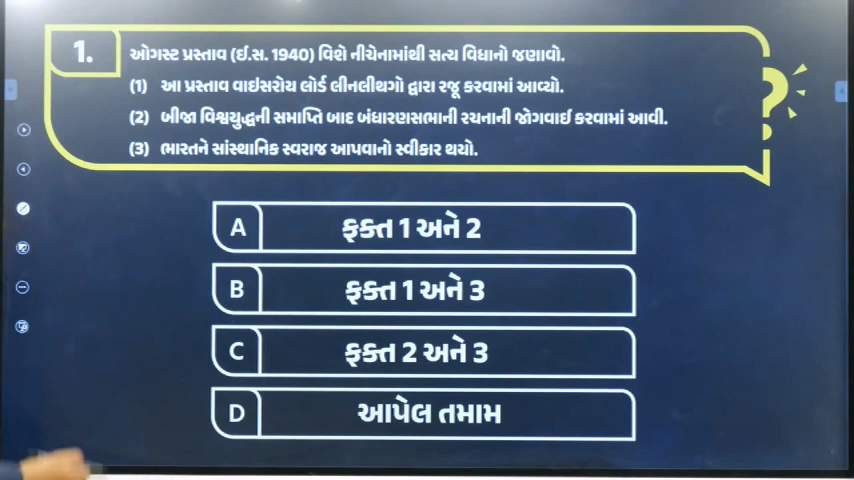 1.
ઓગસ્ટ પ્રસ્તાવ (ઈ.સ. 1940) વિશે નીચેનામાંથી સત્ય વિધાનો જણાવો.
(1) આ પ્રસ્તાવ વાઇસરોય લોર્ડ લીનલીથગો દ્વારા રજૂ કરવામાં આવ્યો.
(2) બીજા વિશ્વયુદ્ધની સમાપ્તિ બાદ બંધારણસભાની રચનાની જોગવાઈ કરવામાં આવી.
(3) ભારતને સાંસ્થાનિક સ્વરાજ આપવાનો સ્વીકાર થયો.
A ફક્ત 1 અને 2
B ફક્ત 1 અને 3
C ફક્ત 2 અને 3
D આપેલ તમામ